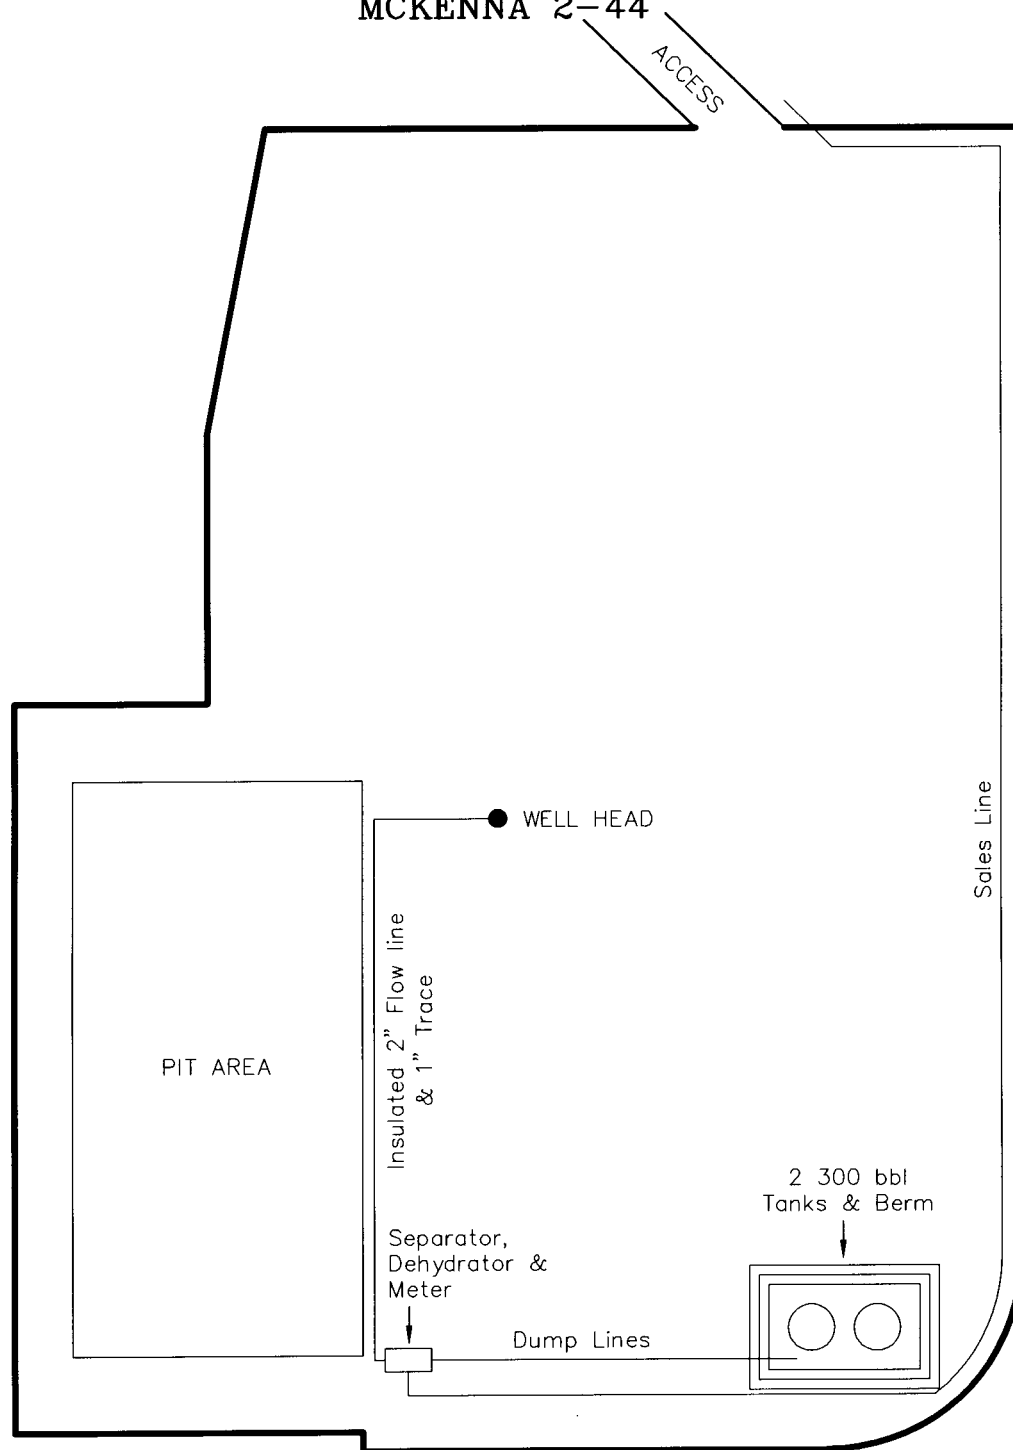 MCKENNA 2-44
ACCESS
WELL HEAD
Sales Line
Insulated 2" Flow line
& 1" Trace
PIT AREA
2 300 bbl
Tanks & Berm
Separator,
Dehydrator &
Meter
Dump Lines